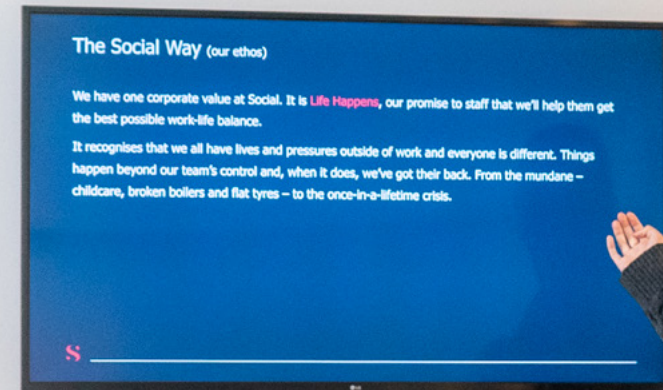 The Social Way (our ethos)
We have one corporate value at Social. It is Life Happens, our promise to staff that we'll help them get
the best possible work-life balance.
It recognises that we all have lives and pressures outside of work and everyone is different. Things
happen beyond our team's control and, when it does, we've got their back. From the mundane –
childcare, broken boilers and flat tyres – to the once-in-a-lifetime crisis.
S